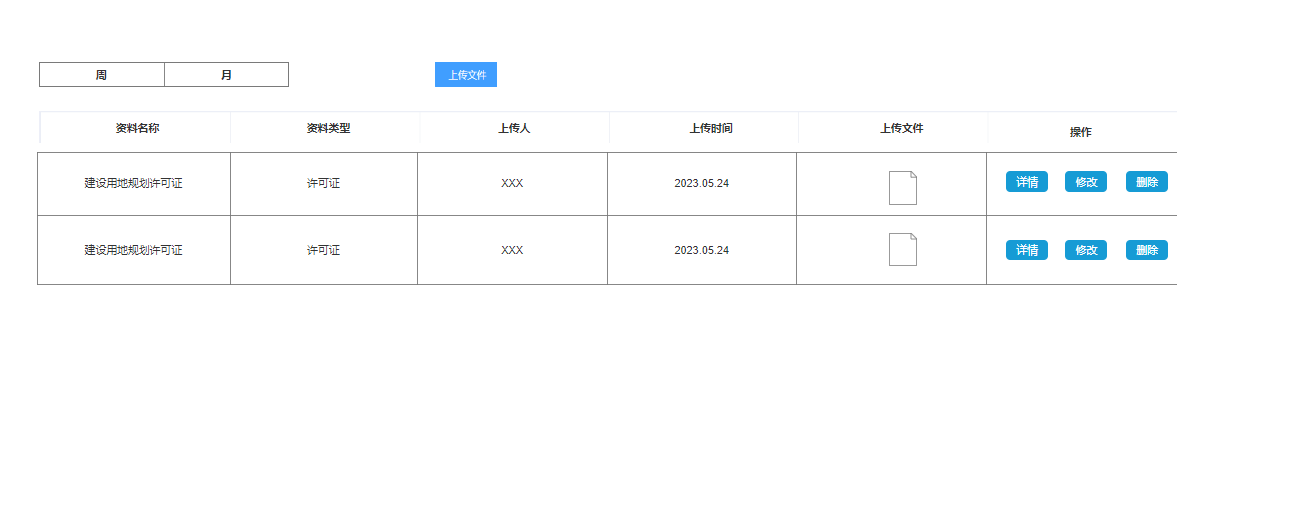 周 月 上传文件
资料名称 资料类型 上传人 上传时间 上传文件 操作
建设用地规划许可证 许可证 XXX 2023.05.24 详情 修改 删除
建设用地规划许可证 许可证 XXX 2023.05.24 详情 修改 删除